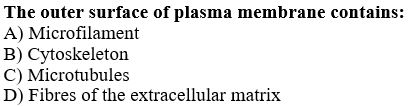 The outer surface of plasma membrane contains:
A) Microfilament
B) Cytoskeleton
C) Microtubules
D) Fibres of the extracellular matrix